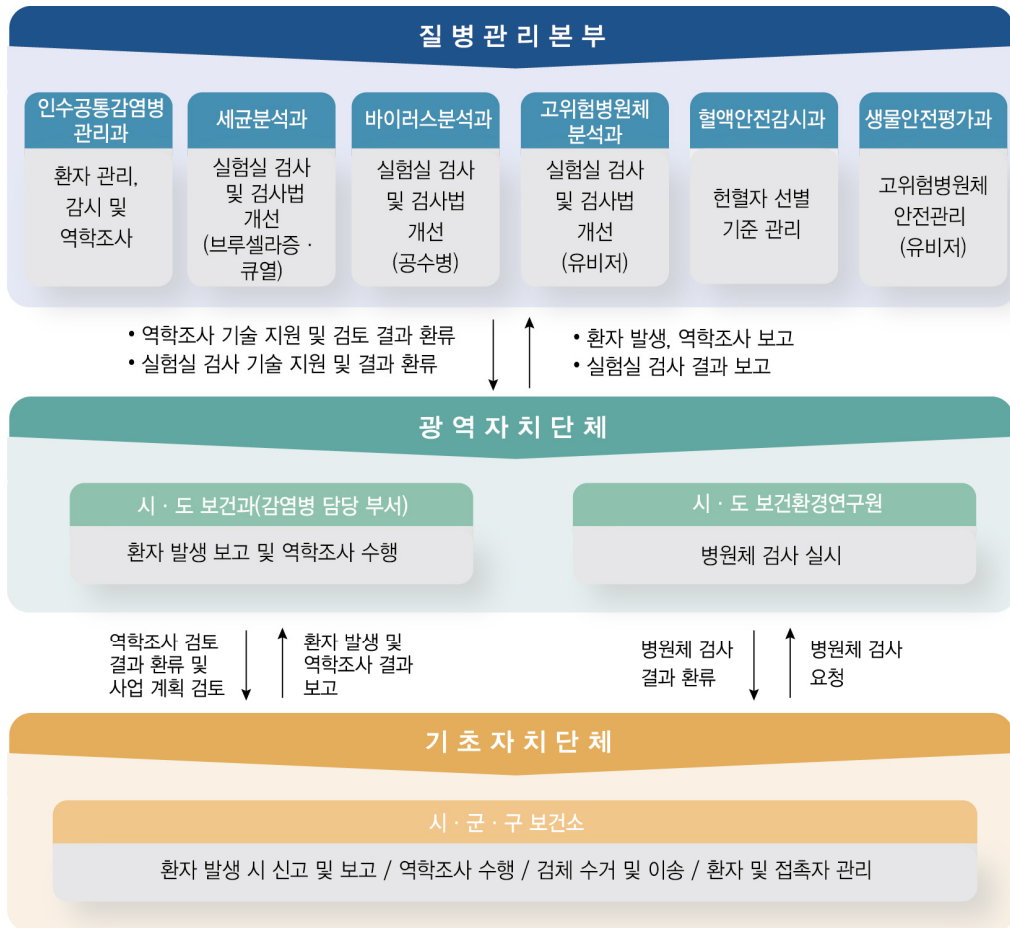 질병관리본부
인수공통감염병
관리과
환자 관리,
감시 및
역학조사
세균분석과
실험실 검사
및 검사법
개선
(브루셀라증 ·
큐열)
바이러스분석과
실험실 검사
및 검사법
개선
(공수병)
고위험병원체
분석과
실험실 검사
및 검사법
개선
(유비저)
혈액안전감시과
헌혈자 선별
기준 관리
생물안전평가과
고위험병원체
안전관리
(유비저)
• 역학조사 기술 지원 및 검토 결과 환류
• 실험실 검사 기술 지원 및 결과 환류
• 환자 발생, 역학조사 보고
• 실험실 검사 결과 보고
광역자치단체
시 · 도 보건과(감염병 담당 부서)
환자 발생 보고 및 역학조사 수행
시 · 도 보건환경연구원
병원체 검사 실시
역학조사 검토
결과 환류 및
사업 계획 검토
환자 발생 및
역학조사 결과
보고
병원체 검사
결과 환류
병원체 검사
요청
기초자치단체
시 · 군 · 구 보건소
환자 발생 시 신고 및 보고 / 역학조사 수행 / 검체 수거 및 이송 / 환자 및 접촉자 관리